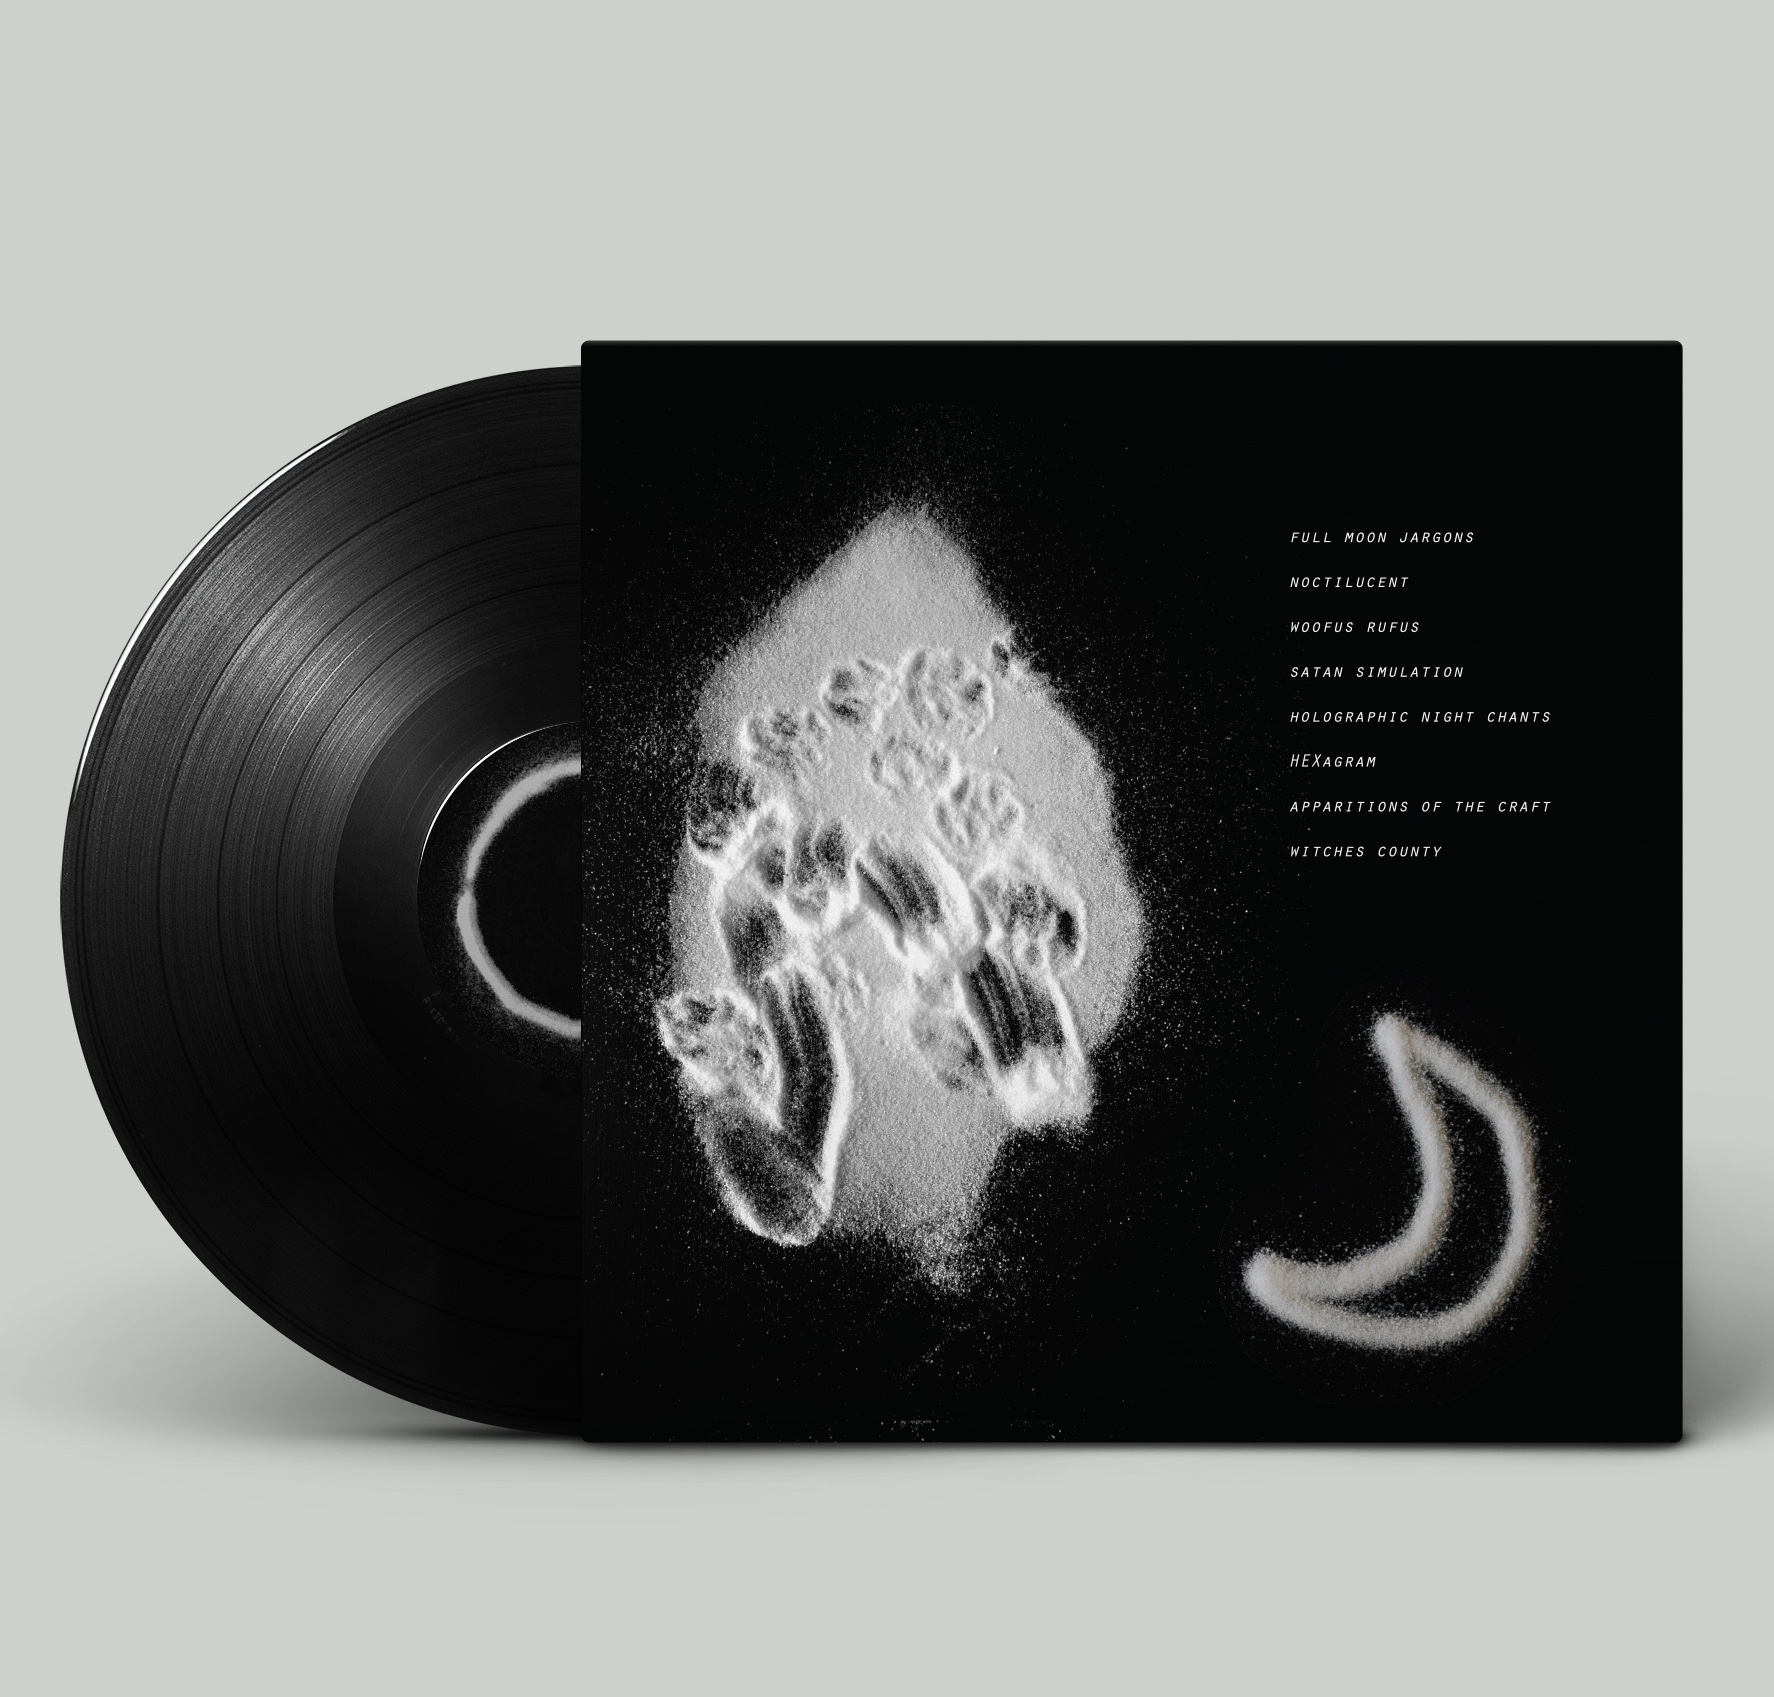 FULL MOON JARGONS
NOCTILUCENT
WOOFUS RUFUS
SATAN SIMULATION
HOLOGRAPHIC NIGHT CHANTS
HEXAGRAM
APPARITIONS OF THE CRAFT
WITCHES COUNTY